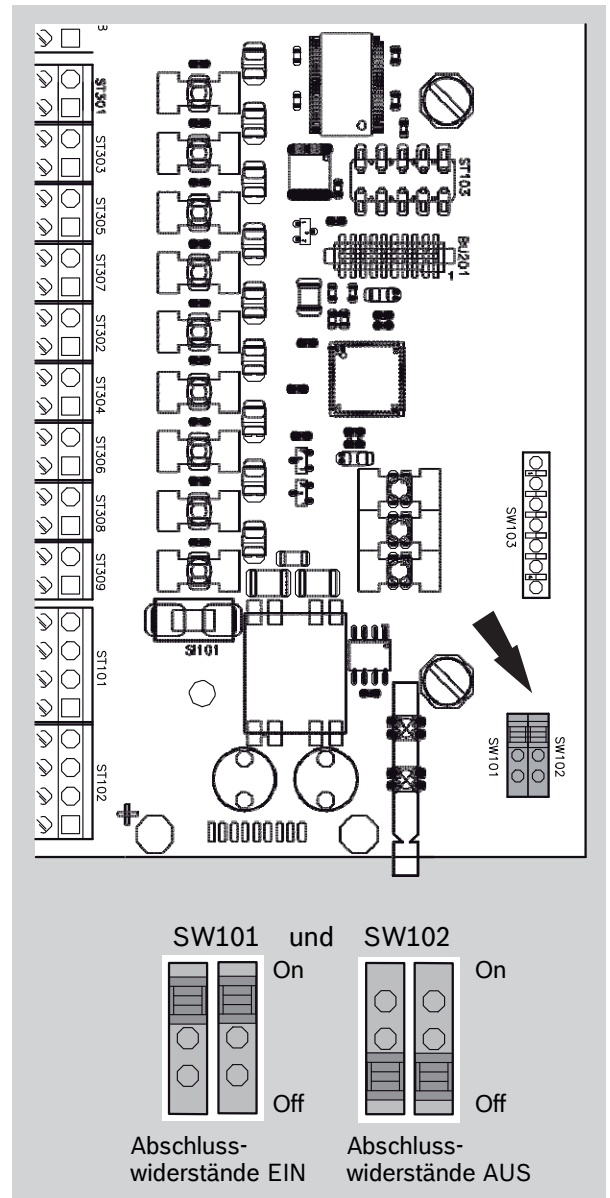 ST301
ST303
ST305
ST307
ST302
ST304
ST306
ST308
ST309
ST101
ST102
SI101
ST103
BU201
1
SW103
SW101
SW102
SW101 und SW102
On
On
Off
Off
Abschluss-
widerstände EIN
Abschluss-
widerstände AUS